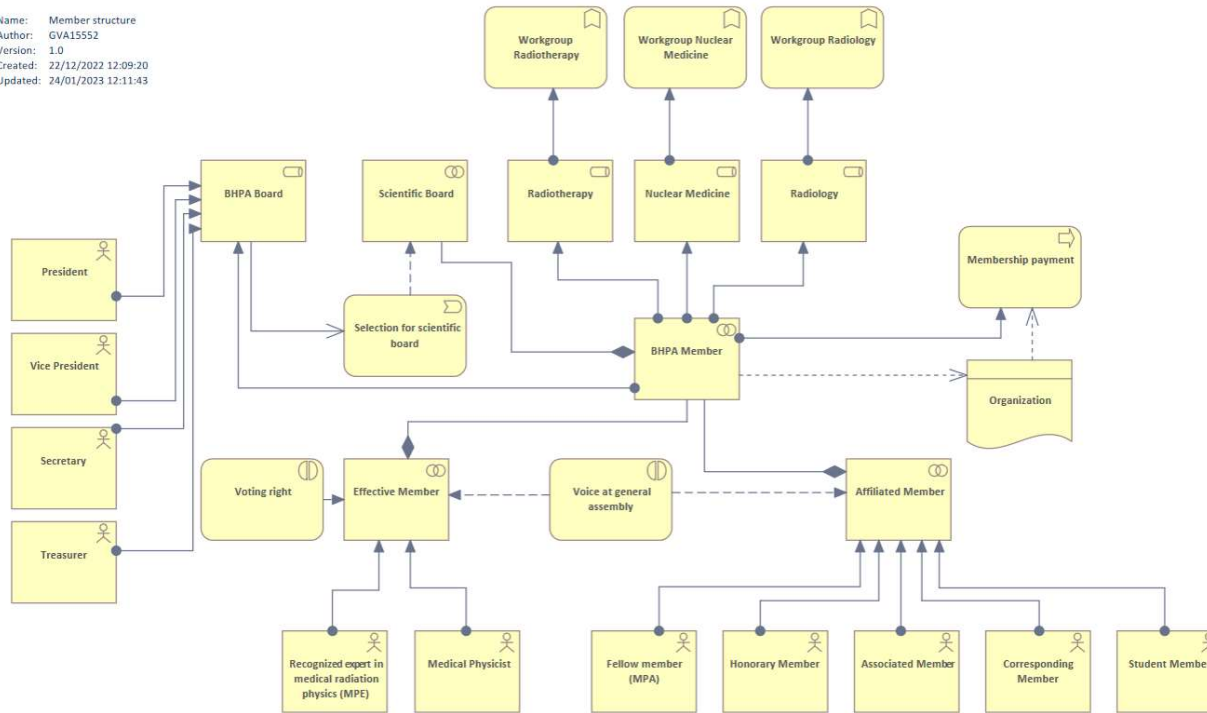 Name: Member structure
Author: GVA15552
Version: 1.0
Created: 22/12/2022 12:09:20
Updated: 24/01/2023 12:11:43
Workgroup
Radiotherapy
Workgroup Nuclear
Medicine
Workgroup Radiology
BHPA Board
Scientific Board
Radiotherapy
Nuclear Medicine
Radiology
President
Membership payment
Selection for scientific
board
BHPA Member
Vice President
Organization
Secretary
Voting right
Effective Member
Voice at general
assembly
Affiliated Member
Treasurer
Recognized expert in
medical radiation
physics (MPE)
Medical Physicist
Fellow member
(MPA)
Honorary Member
Associated Member
Corresponding
Member
Student Member